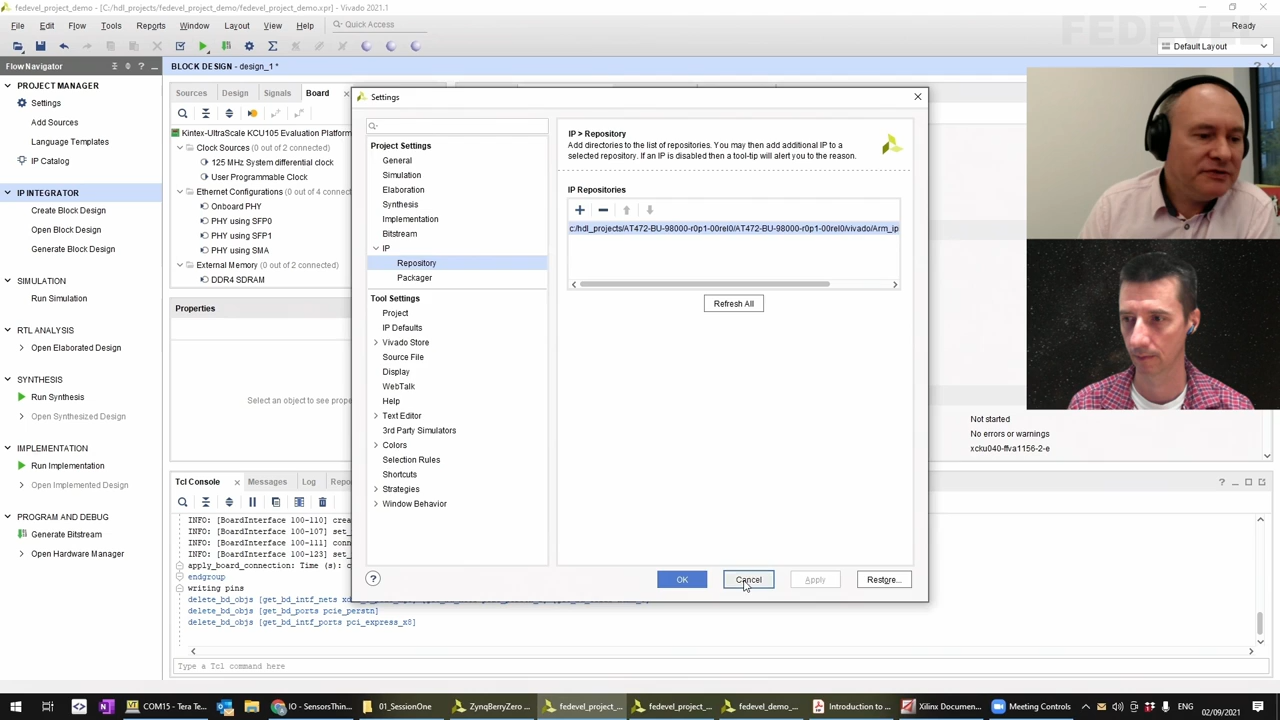 fedevel_project_demo - [C:/hdl_projects/fedevel_project_demo/fedevel_project_demo.xpr] - Vivado 2021.1
File Edit Flow Tools Reports Window Layout View Help Quick Access
Ready
FEDEVEL
Default Layout
Flow Navigator
PROJECT MANAGER
Settings
Add Sources
Language Templates
IP Catalog
IP INTEGRATOR
Create Block Design
Open Block Design
Generate Block Design
SIMULATION
Run Simulation
RTL ANALYSIS
Open Elaborated Design
SYNTHESIS
Run Synthesis
Open Synthesized Design
IMPLEMENTATION
Run Implementation
Open Implemented Design
PROGRAM AND DEBUG
Generate Bitstream
Open Hardware Manager
BLOCK DESIGN - design_1 *
Sources Design Signals Board
Kintex-UltraScale KCU105 Evaluation Platform
Clock Sources (0 out of 2 connected)
125 MHz System differential clock
User Programmable Clock
Ethernet Configurations (0 out of 4 connect
Onboard PHY
PHY using SFP0
PHY using SFP1
PHY using SMA
External Memory (0 out of 2 connected)
DDR4 SDRAM
Properties
Select an object to see prope
Settings
Project Settings
General
Simulation
Elaboration
Synthesis
Implementation
Bitstream
IP
Repository
Packager
Tool Settings
Project
IP Defaults
Vivado Store
Source File
Display
WebTalk
Help
Text Editor
3rd Party Simulators
Colors
Selection Rules
Shortcuts
Strategies
Window Behavior
IP > Repository
Add directories to the list of repositories. You may then add additional IP to a
selected repository. If an IP is disabled then a tool-tip will alert you to the reason.
IP Repositories
c:/hdl_projects/AT472-BU-98000-r0p1-00rel0/AT472-BU-98000-r0p1-00rel0/vivado/Arm_ip
Refresh All
OK Cancel Apply Restore...
Not started
No errors or warnings
xcku040-ffva1156-2-e
Tcl Console Messages Log Repo
INFO: [BoardInterface 100-110] crea
INFO: [BoardInterface 100-107] set_
INFO: [BoardInterface 100-111] conn
INFO: [BoardInterface 100-123] set_
apply_board_connection: Time (s): c
endgroup
writing pins
delete_bd_objs [get_bd_intf_nets
delete_bd_objs [get_bd_ports pcie_perstn]
delete_bd_objs [get_bd_intf_ports pci_express_x8]
Type a Tcl command here
COM15 - Tera Te... IO - SensorsThin... 01_SessionOne ZynqBerryZero ... fedevel_project_... fedevel_project_... fedevel_demo_... Introduction to ... Xilinx Documen... Meeting Controls ENG 02/09/2021